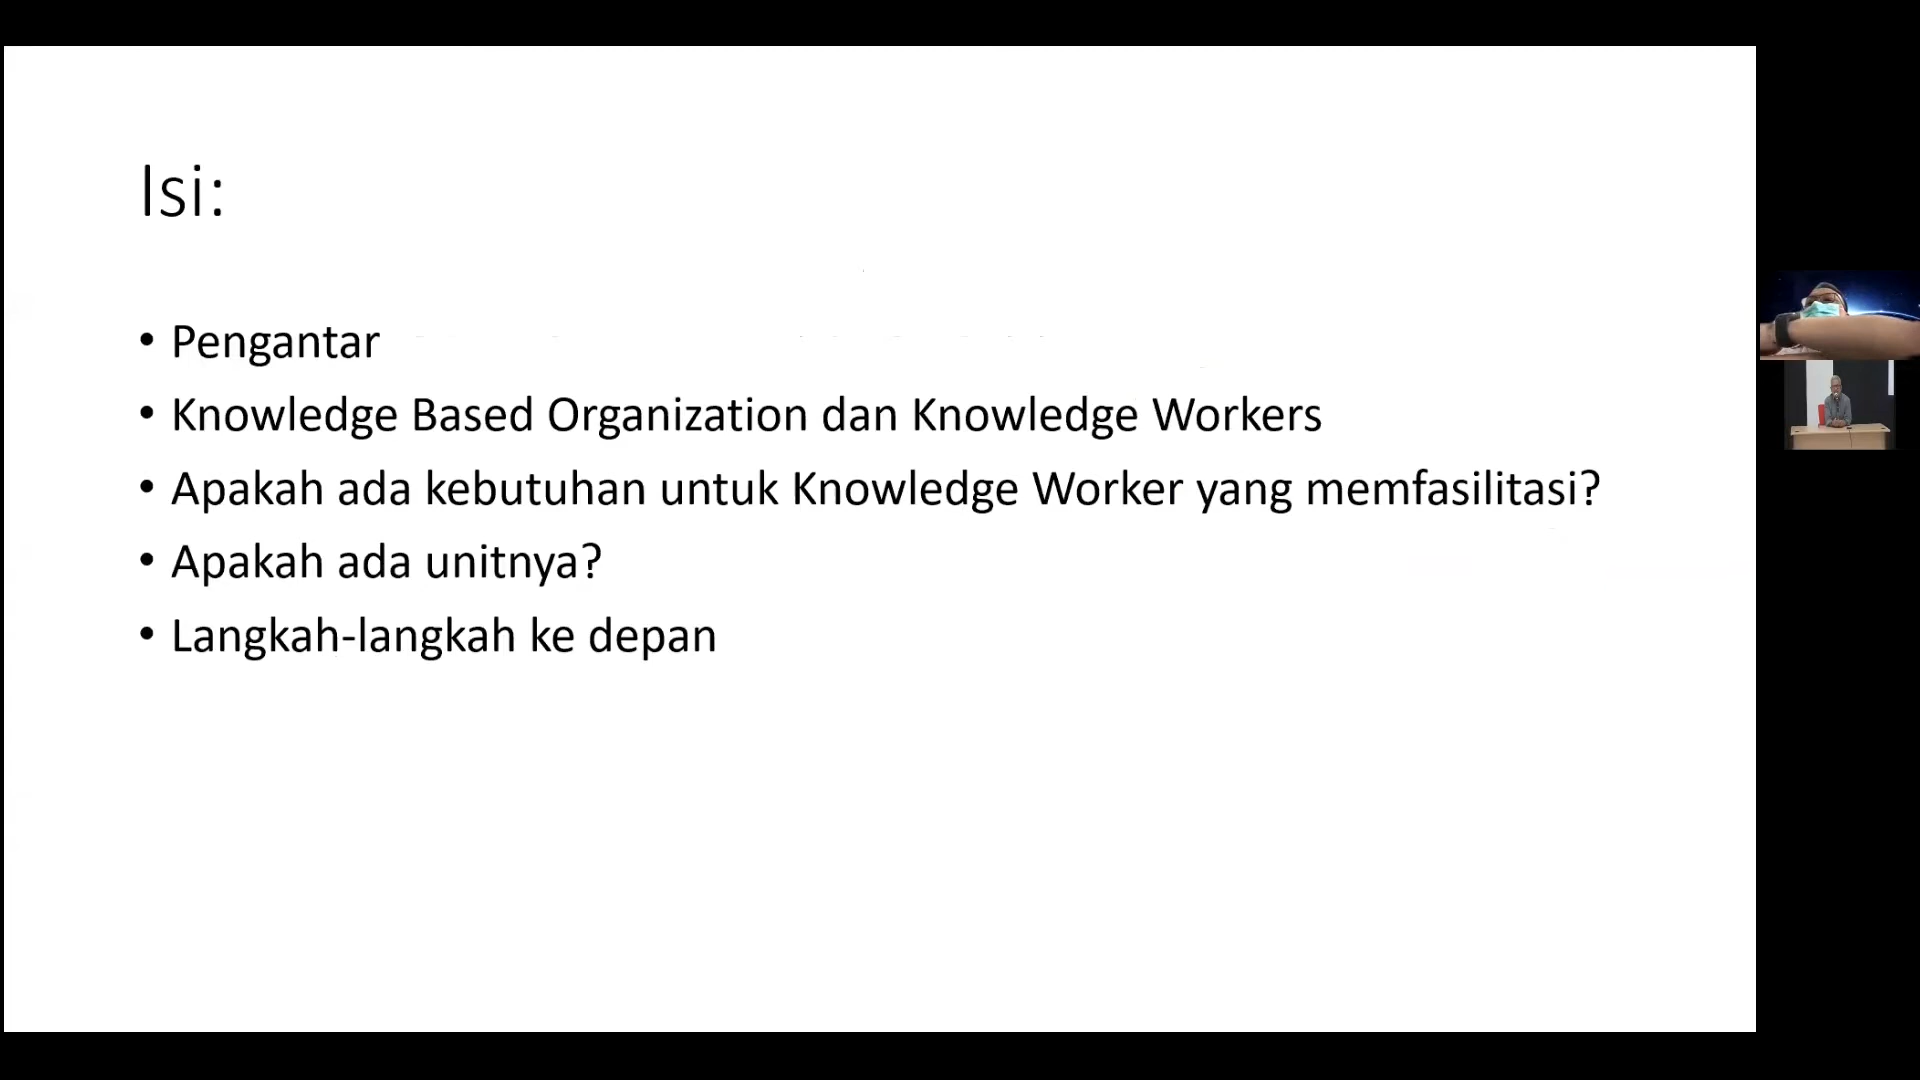 Isi:
• Pengantar
• Knowledge Based Organization dan Knowledge Workers
• Apakah ada kebutuhan untuk Knowledge Worker yang memfasilitasi?
• Apakah ada unitnya?
• Langkah-langkah ke depan